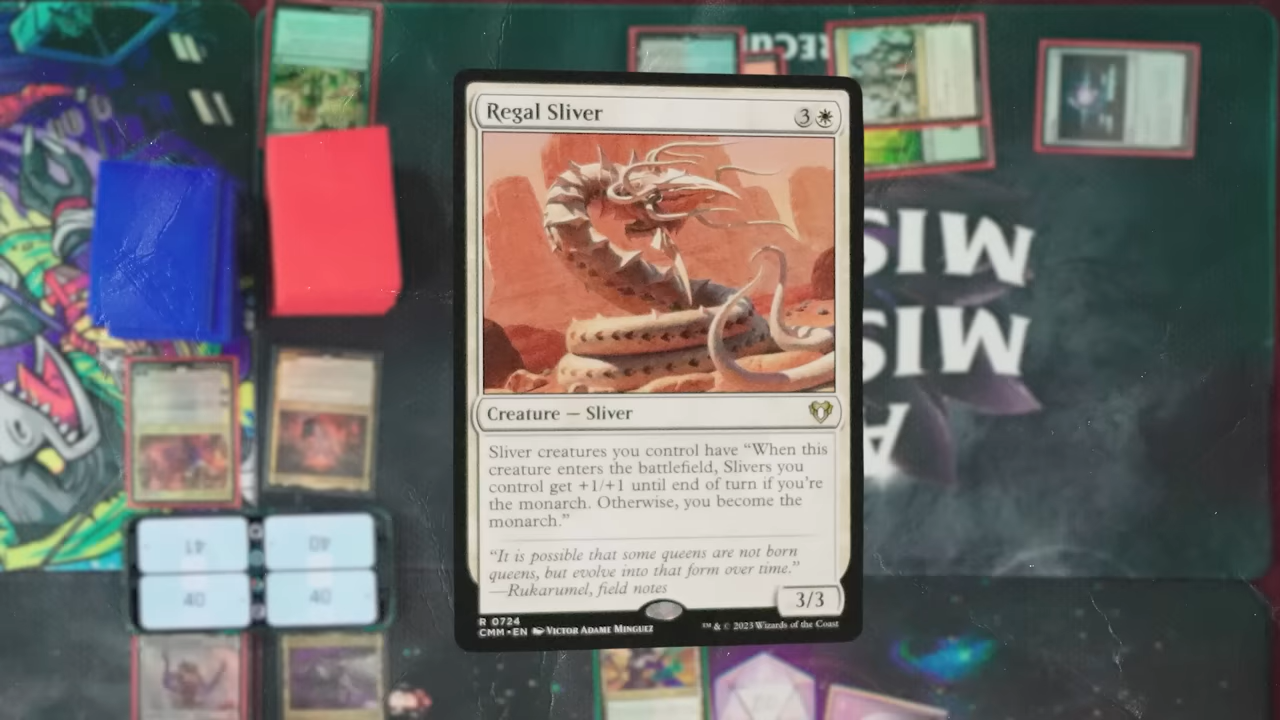 Regal Sliver
3
Creature — Sliver
Sliver creatures you control have “When this
creature enters the battlefield, Slivers you
control get +1/+1 until end of turn if you’re
the monarch. Otherwise, you become the
monarch.”
“It is possible that some queens are not born
queens, but evolve into that form over time.”
—Rukarumel, field notes
3/3
R 0724
CMM • EN VICTOR ADAME MINGUEZ
™ & © 2023 Wizards of the Coast
MIS
MIS
A
41
40
40
40